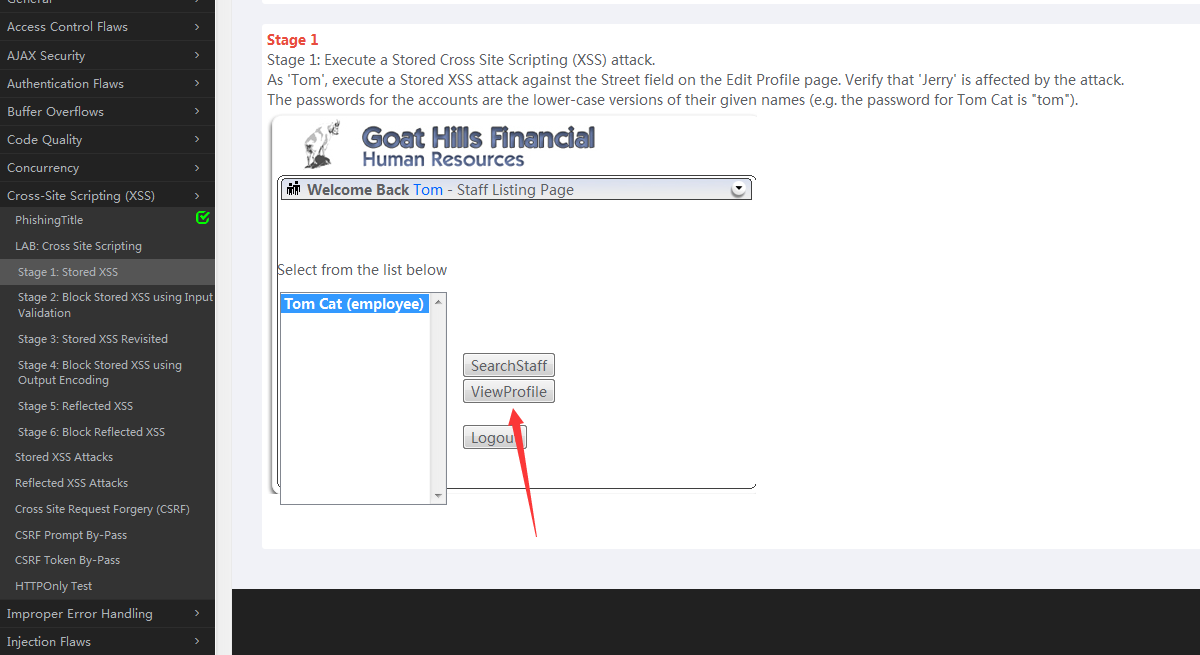 General
Access Control Flaws
AJAX Security
Authentication Flaws
Buffer Overflows
Code Quality
Concurrency
Cross-Site Scripting (XSS)
PhishingTitle
LAB: Cross Site Scripting
Stage 1: Stored XSS
Stage 2: Block Stored XSS using Input
Validation
Stage 3: Stored XSS Revisited
Stage 4: Block Stored XSS using
Output Encoding
Stage 5: Reflected XSS
Stage 6: Block Reflected XSS
Stored XSS Attacks
Reflected XSS Attacks
Cross Site Request Forgery (CSRF)
CSRF Prompt By-Pass
CSRF Token By-Pass
HTTPOnly Test
Improper Error Handling
Injection Flaws
Stage 1
Stage 1: Execute a Stored Cross Site Scripting (XSS) attack.
As 'Tom', execute a Stored XSS attack against the Street field on the Edit Profile page. Verify that 'Jerry' is affected by the attack.
The passwords for the accounts are the lower-case versions of their given names (e.g. the password for Tom Cat is "tom").
Goat Hills Financial
Human Resources
Welcome Back Tom - Staff Listing Page
Select from the list below
Tom Cat (employee)
SearchStaff
ViewProfile
Logout